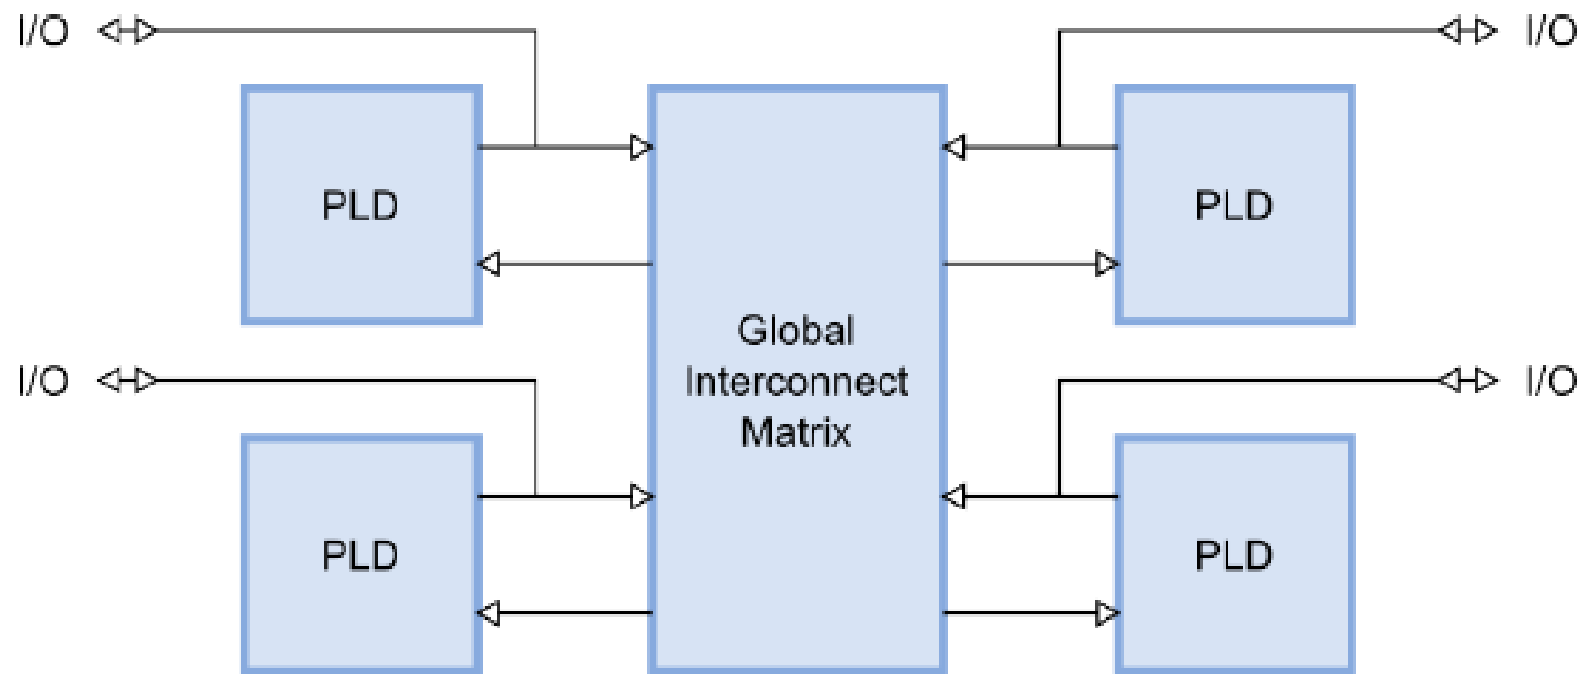 I/O
I/O
PLD
PLD
Global
Interconnect
Matrix
I/O
I/O
PLD
PLD